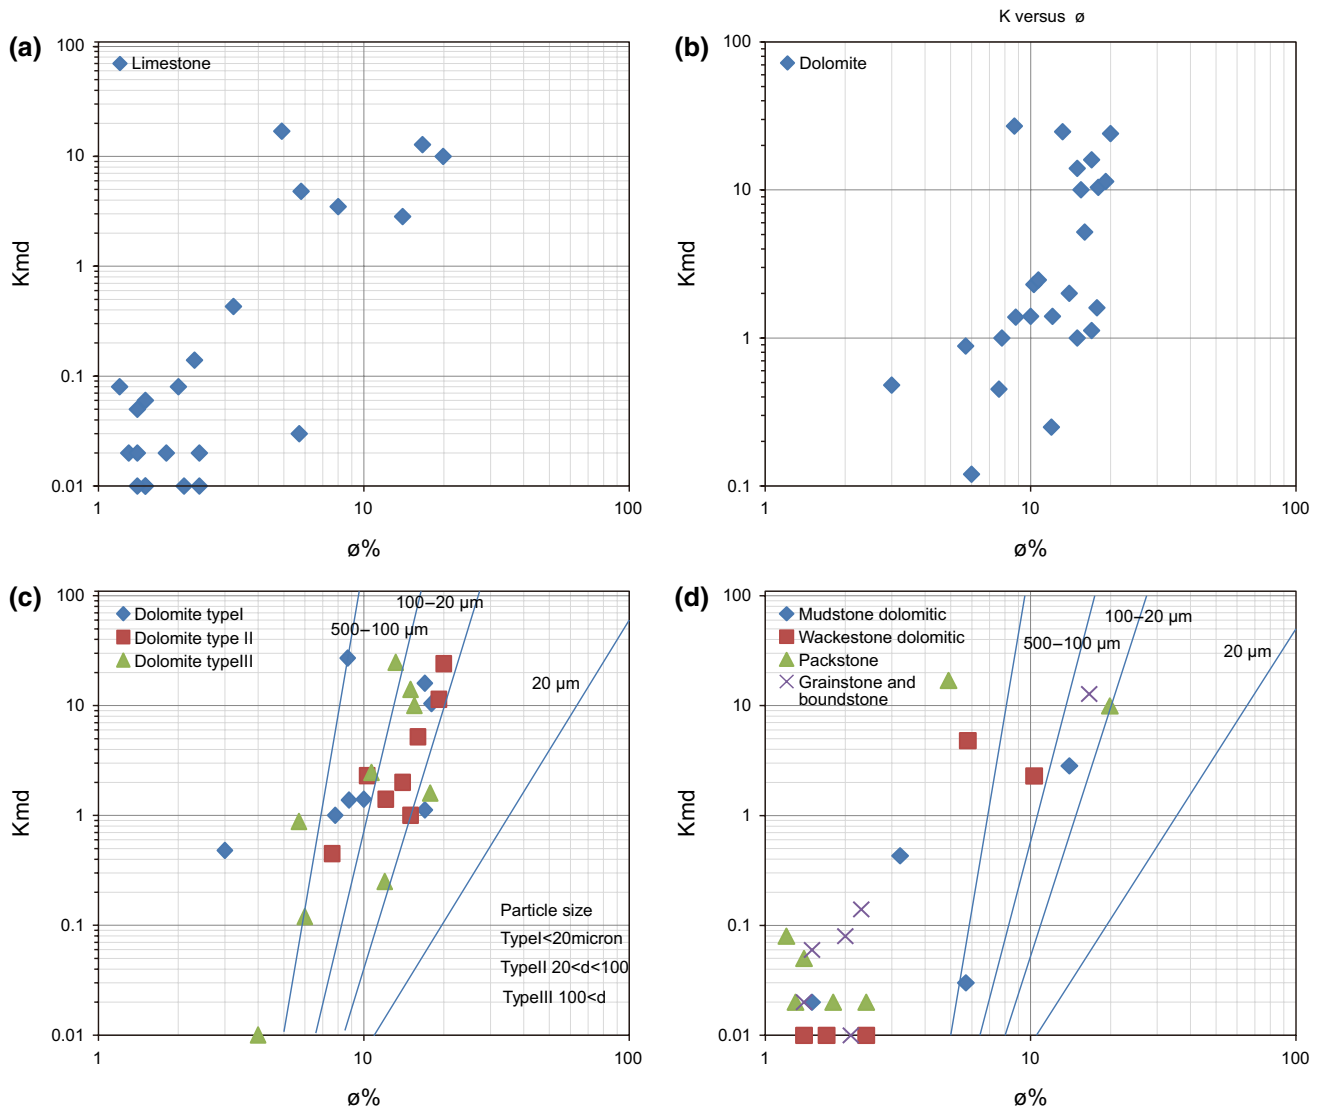 K versus ø
(a)
100
10
1
0.1
0.01
Limestone
Kmd
1
10
100
ø%
(b)
100
10
1
0.1
Dolomite
Kmd
1
10
100
ø%
(c)
100
10
1
0.1
0.01
Dolomite typeI
Dolomite type II
Dolomite typeIII
100–20 µm
500–100 µm
20 µm
Particle size
TypeI<20micron
TypeII 20<d<100
TypeIII 100<d
Kmd
1
10
100
ø%
(d)
100
10
1
0.1
0.01
Mudstone dolomitic
Wackestone dolomitic
Packstone
Grainstone and
boundstone
100–20 µm
500–100 µm
20 µm
Kmd
1
10
100
ø%